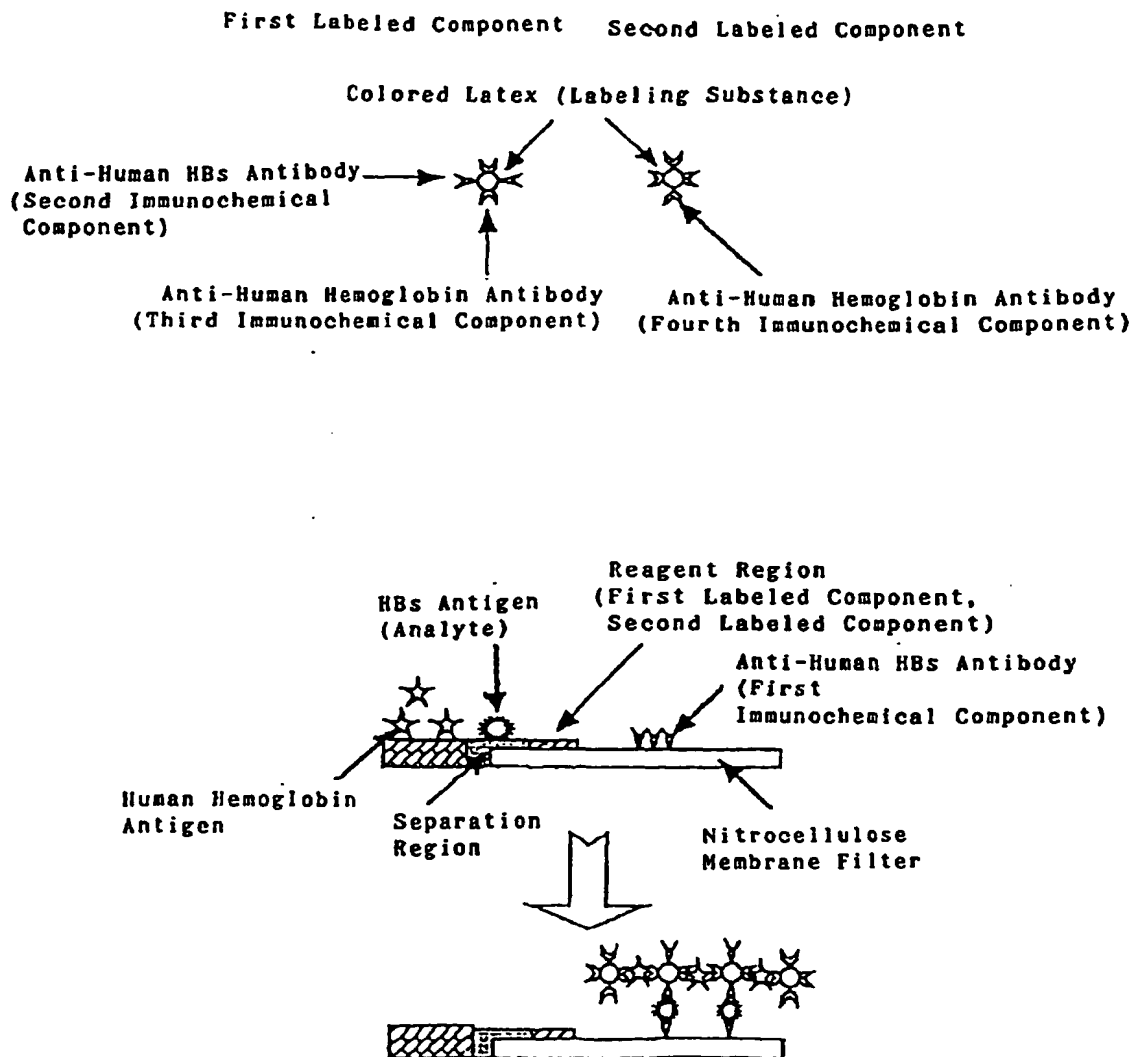 First Labeled Component
Second Labeled Component
Colored Latex (Labeling Substance)
Anti-Human HBs Antibody
(Second Immunochemical
Component)
Anti-Human Hemoglobin Antibody
(Third Immunochemical Component)
Anti-Human Hemoglobin Antibody
(Fourth Immunochemical Component)
HBs Antigen
(Analyte)
Reagent Region
(First Labeled Component,
Second Labeled Component)
Anti-Human HBs Antibody
(First
Immunochemical Component)
Human Hemoglobin
Antigen
Separation
Region
Nitrocellulose
Membrane Filter